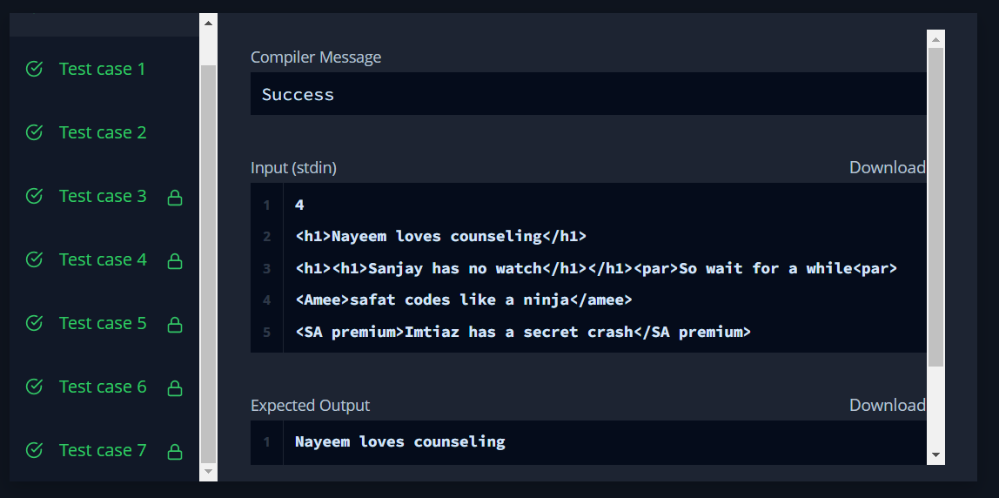 Test case 1
Test case 2
Test case 3
Test case 4
Test case 5
Test case 6
Test case 7
Compiler Message
Success
Input (stdin)
Download
1 4
2 <h1>Nayeem loves counseling</h1>
3 <h1><h1>Sanjay has no watch</h1></h1><par>So wait for a while<par>
4 <Amee>safat codes like a ninja</amee>
5 <SA premium>Imtiaz has a secret crash</SA premium>
Expected Output
Download
1 Nayeem loves counseling